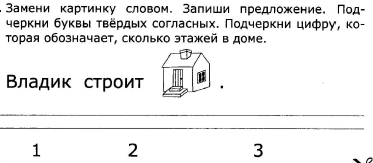 . Замени картинку словом. Запиши предложение. Под-
черкни буквы твёрдых согласных. Подчеркни цифру, ко-
торая обозначает, сколько этажей в доме.
Владик строит .
1 2 3